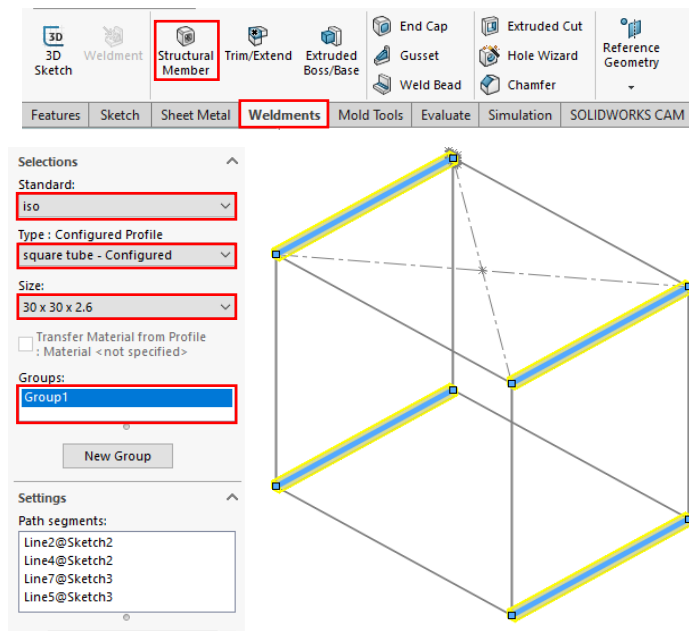 3D
3D
Sketch
Weldment
Structural
Member
Trim/Extend
Extruded
Boss/Base
End Cap
Gusset
Weld Bead
Extruded Cut
Hole Wizard
Chamfer
Reference
Geometry
Features
Sketch
Sheet Metal
Weldments
Mold Tools
Evaluate
Simulation
SOLIDWORKS CAM
Selections
Standard:
iso
Type : Configured Profile
square tube - Configured
Size:
30 x 30 x 2.6
Transfer Material from Profile
: Material <not specified>
Groups:
Group1
New Group
Settings
Path segments:
Line2@Sketch2
Line4@Sketch2
Line7@Sketch3
Line5@Sketch3